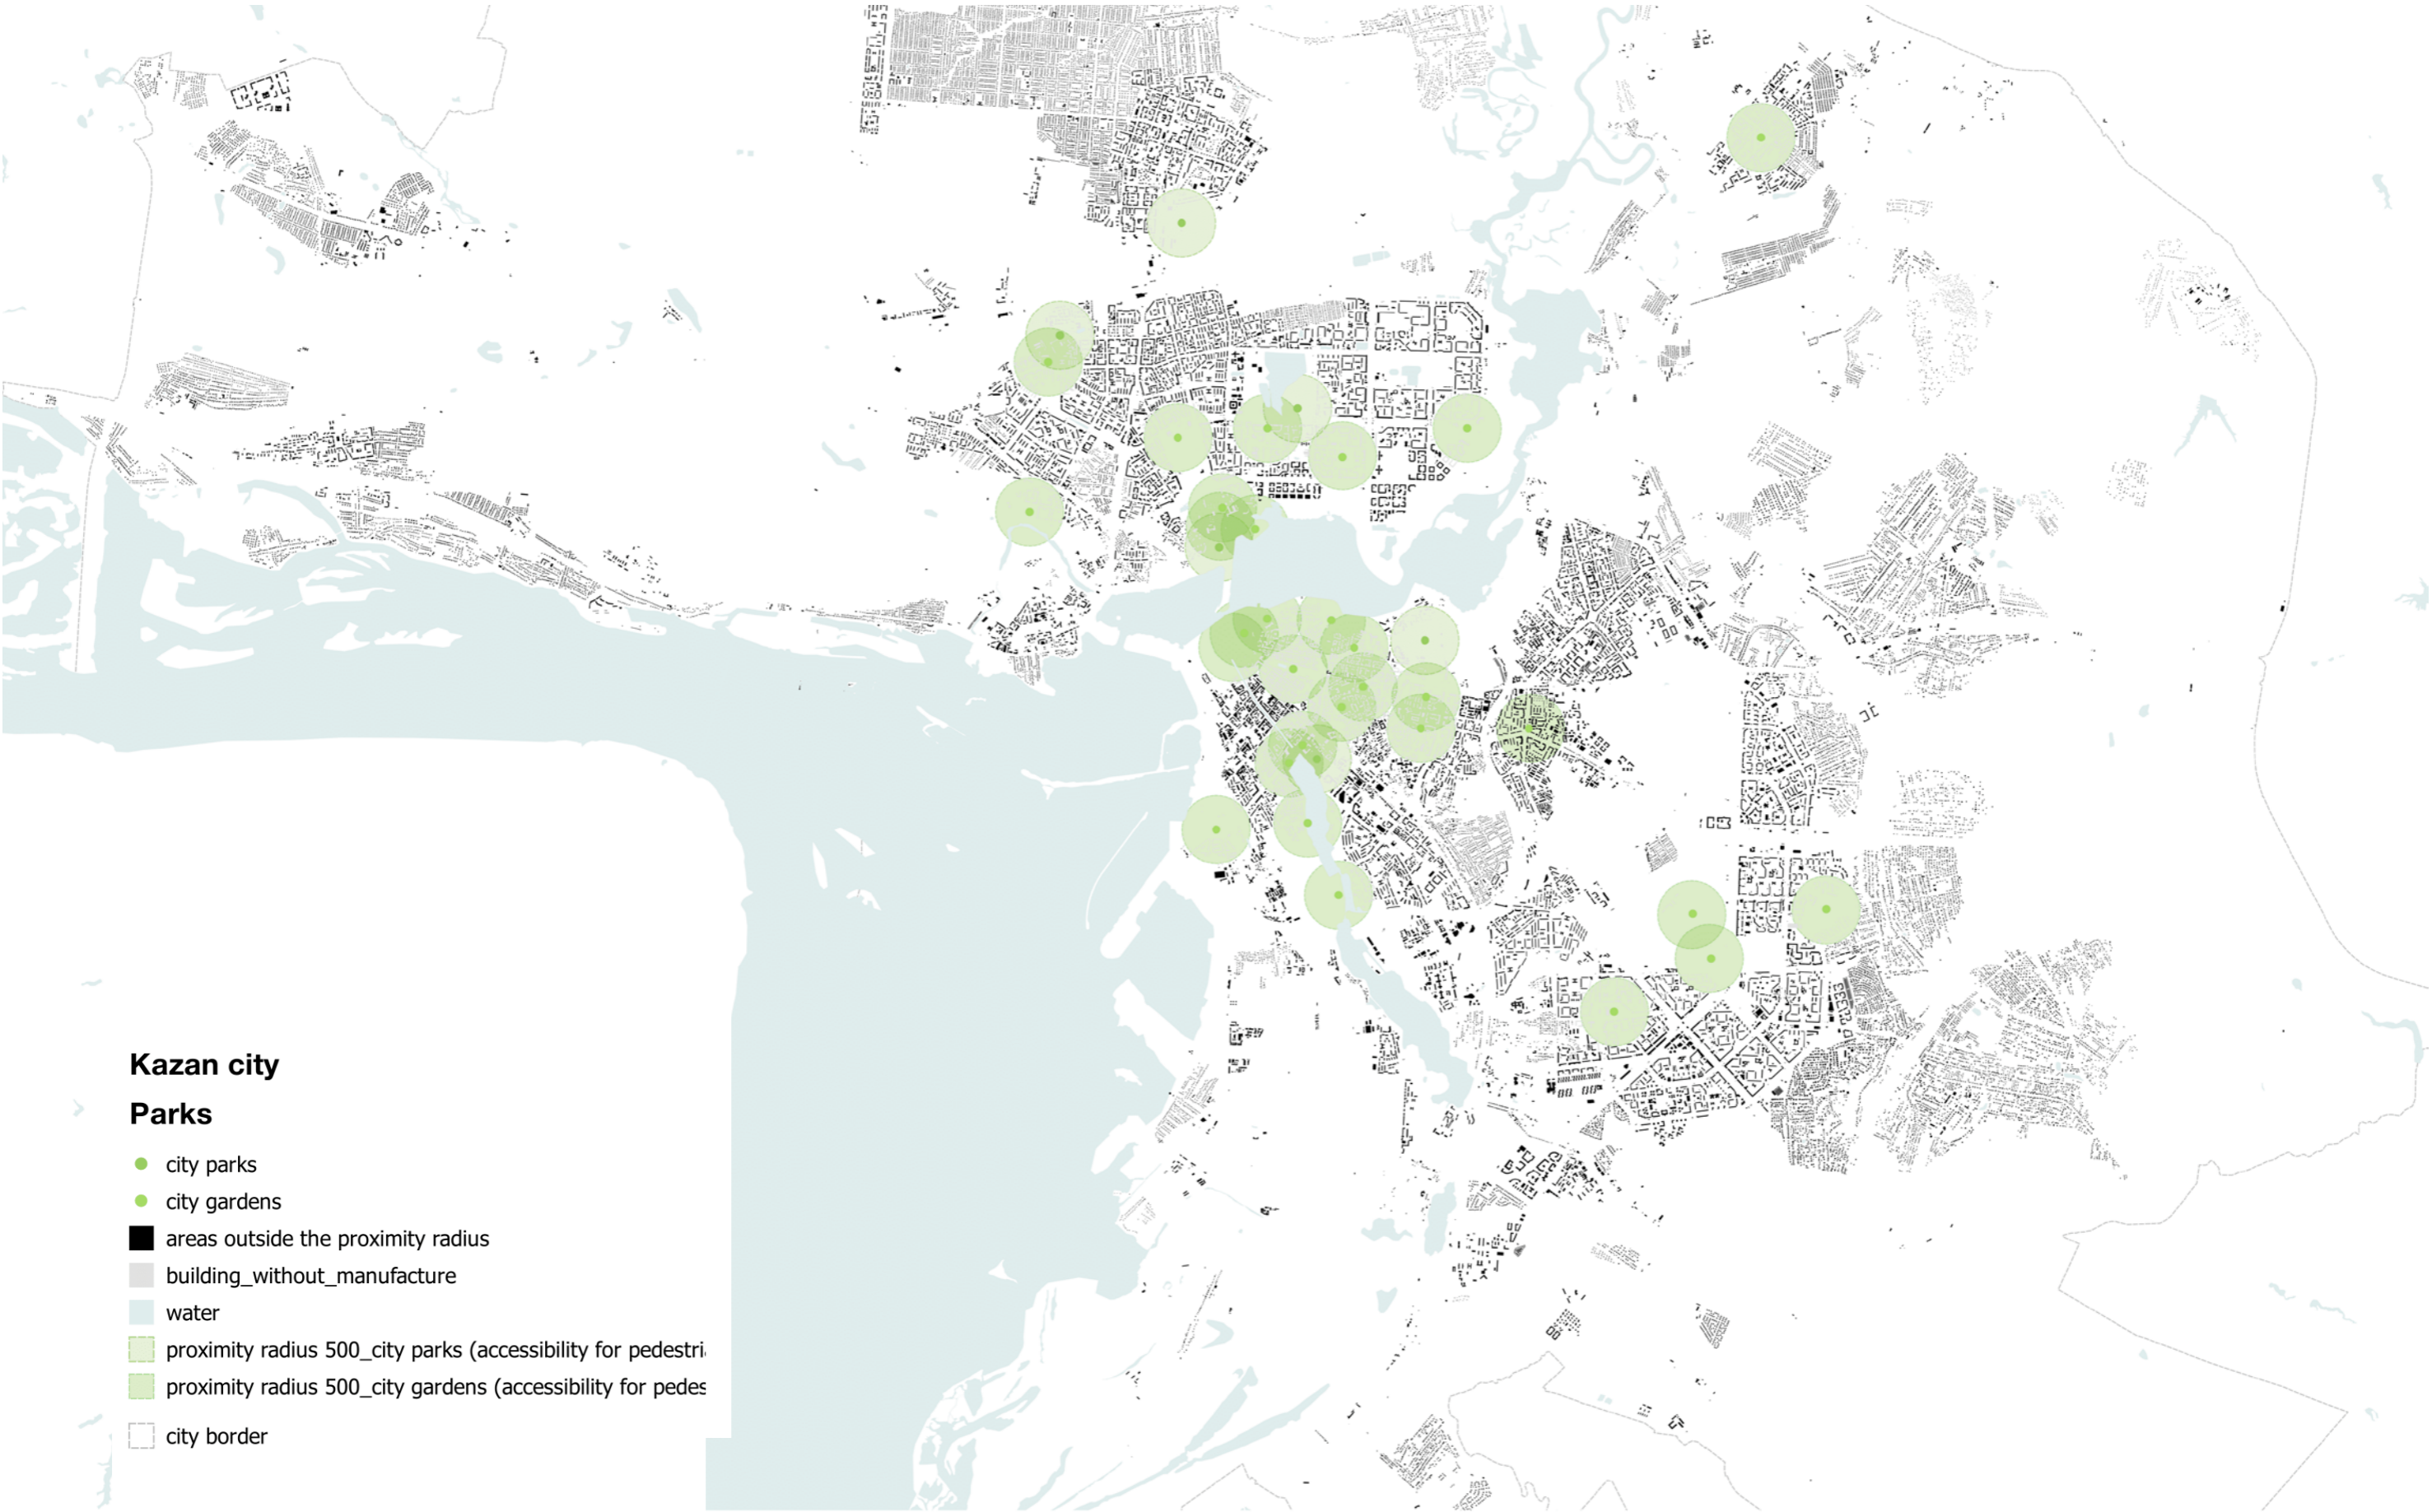 Kazan city
Parks
city parks
city gardens
areas outside the proximity radius
building_without_manufacture
water
proximity radius 500_city parks (accessibility for pedestri
proximity radius 500_city gardens (accessibility for pedes
city border